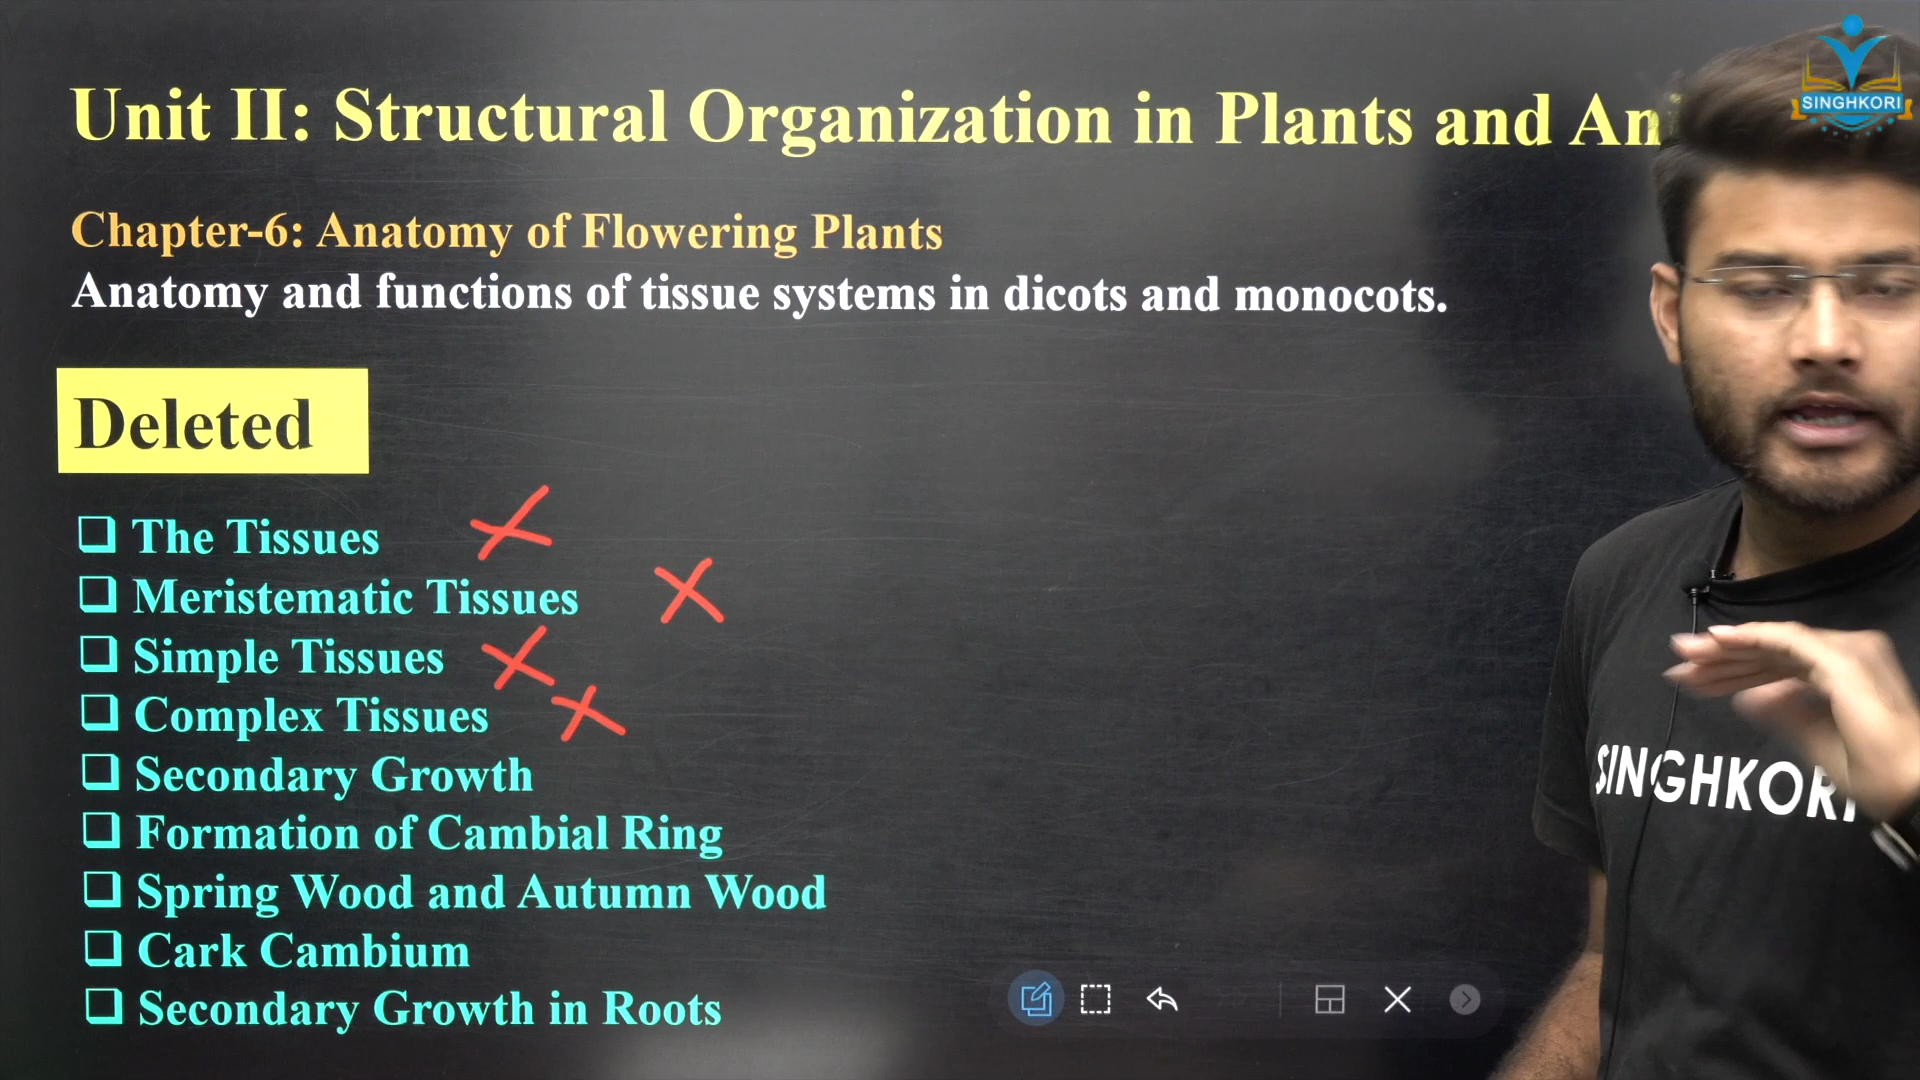 Unit II: Structural Organization in Plants and An
SINGHKORI
Chapter-6: Anatomy of Flowering Plants
Anatomy and functions of tissue systems in dicots and monocots.
Deleted
❑ The Tissues
❑ Meristematic Tissues
❑ Simple Tissues
❑ Complex Tissues
❑ Secondary Growth
❑ Formation of Cambial Ring
❑ Spring Wood and Autumn Wood
❑ Cark Cambium
❑ Secondary Growth in Roots
SINGHKORI